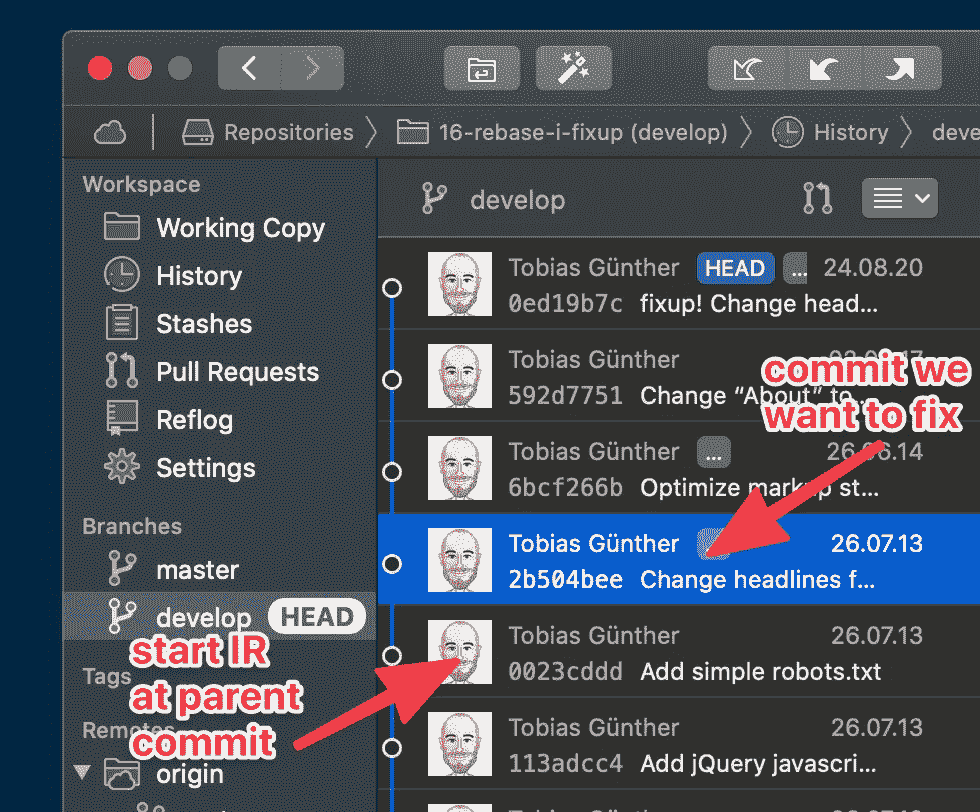 Repositories 16-rebase-i-fixup (develop) History deve
Workspace
Working Copy
History
Stashes
Pull Requests
Reflog
Settings
Branches
master
develop HEAD
Tags
Remotes
origin
develop
Tobias Günther HEAD ... 24.08.20
0ed19b7c fixup! Change head...
Tobias Günther
592d7751 Change “About” to...
Tobias Günther ... 26.06.14
6bcf266b Optimize markup st...
Tobias Günther 26.07.13
2b504bee Change headlines f...
Tobias Günther 26.07.13
0023cddd Add simple robots.txt
Tobias Günther 26.07.13
113adcc4 Add jQuery javascri...
commit we
want to fix
start IR
at parent
commit